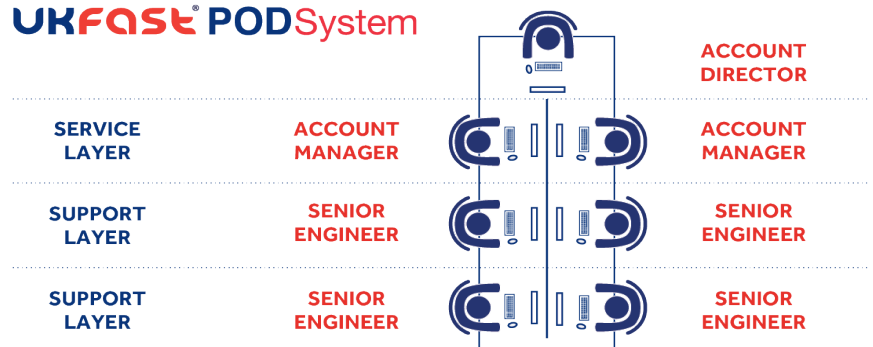 UKFast® PODSystem
ACCOUNT
DIRECTOR
SERVICE
LAYER
ACCOUNT
MANAGER
ACCOUNT
MANAGER
SUPPORT
LAYER
SENIOR
ENGINEER
SENIOR
ENGINEER
SUPPORT
LAYER
SENIOR
ENGINEER
SENIOR
ENGINEER